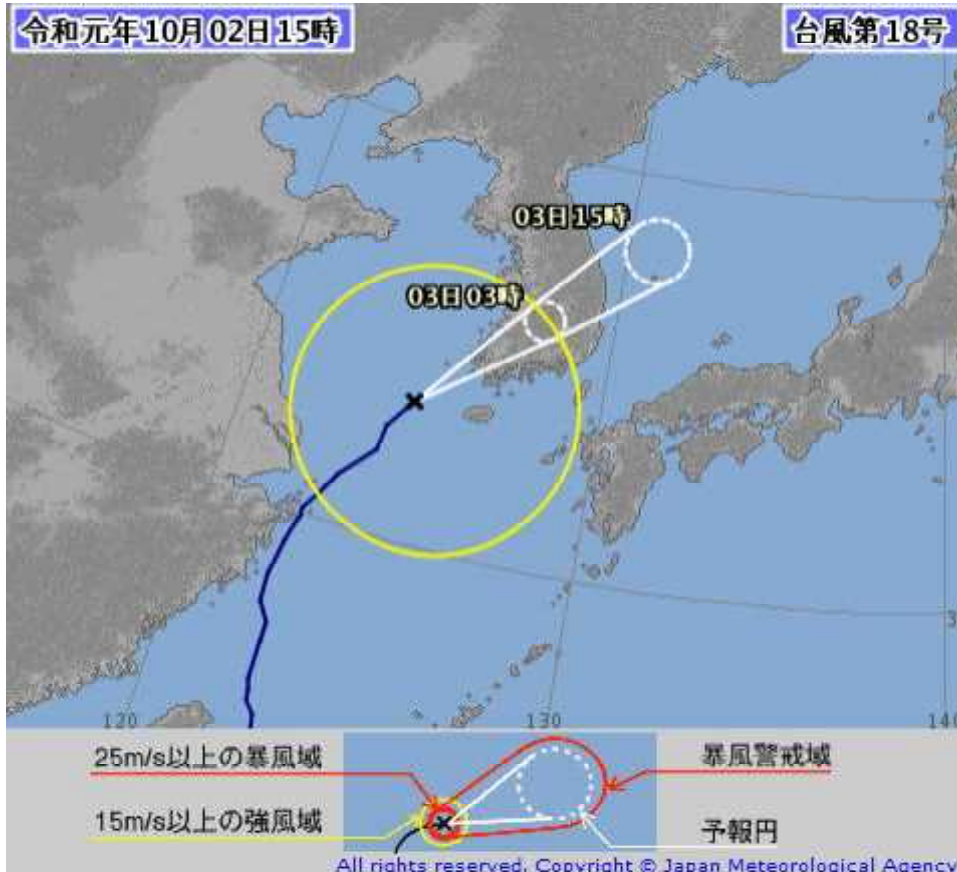 令和元年10月02日15時
台風第18号
4
03日15時
03日03時
3
120
130
140
25m/s以上の暴風域
暴風警戒域
15m/s以上の強風域
予報円
All rights reserved. Copyright © Japan Meteorological Agency